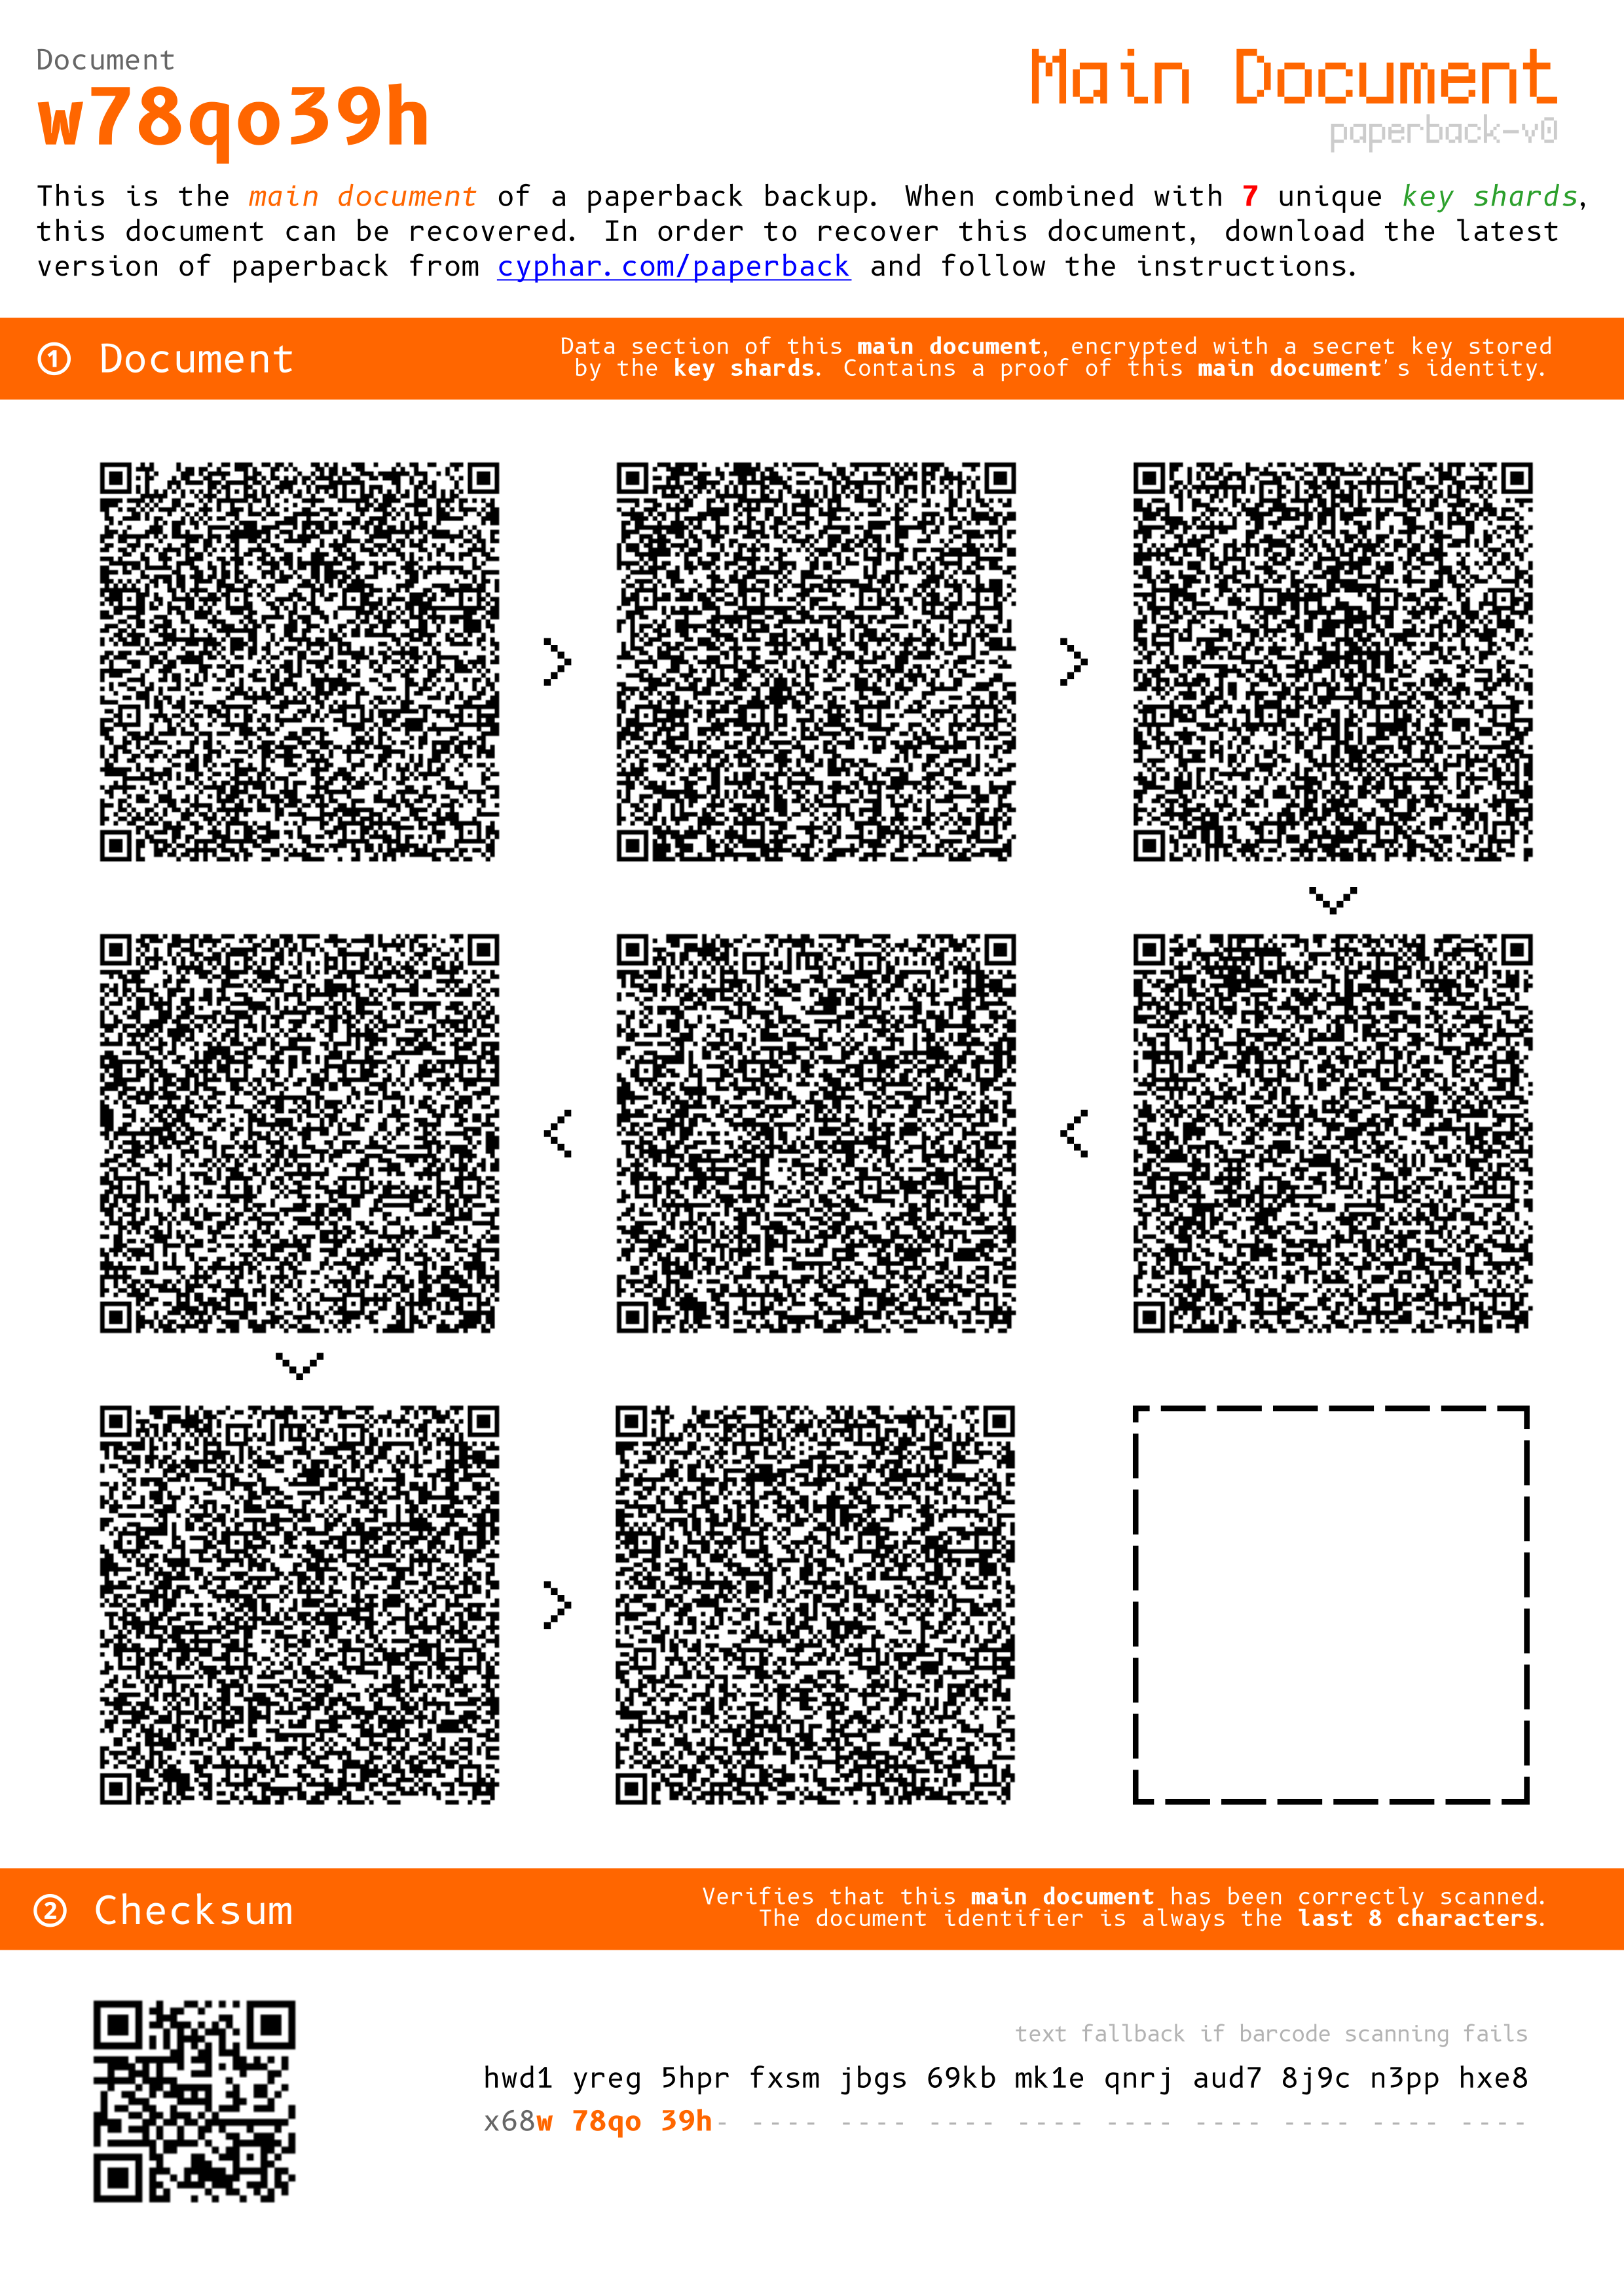 Document
w78qo39h
Main Document
paperback-v0
This is the main document of a paperback backup. When combined with 7 unique key shards,
this document can be recovered. In order to recover this document, download the latest
version of paperback from cyphar.com/paperback and follow the instructions.
① Document
Data section of this main document, encrypted with a secret key stored
by the key shards. Contains a proof of this main document's identity.
② Checksum
Verifies that this main document has been correctly scanned.
The document identifier is always the last 8 characters.
text fallback if barcode scanning fails
hwd1 yreg 5hpr fxsm jbgs 69kb mk1e qnrj aud7 8j9c n3pp hxe8
x68w 78qo 39h- ---- ---- ---- ---- ---- ---- ---- ---- ----